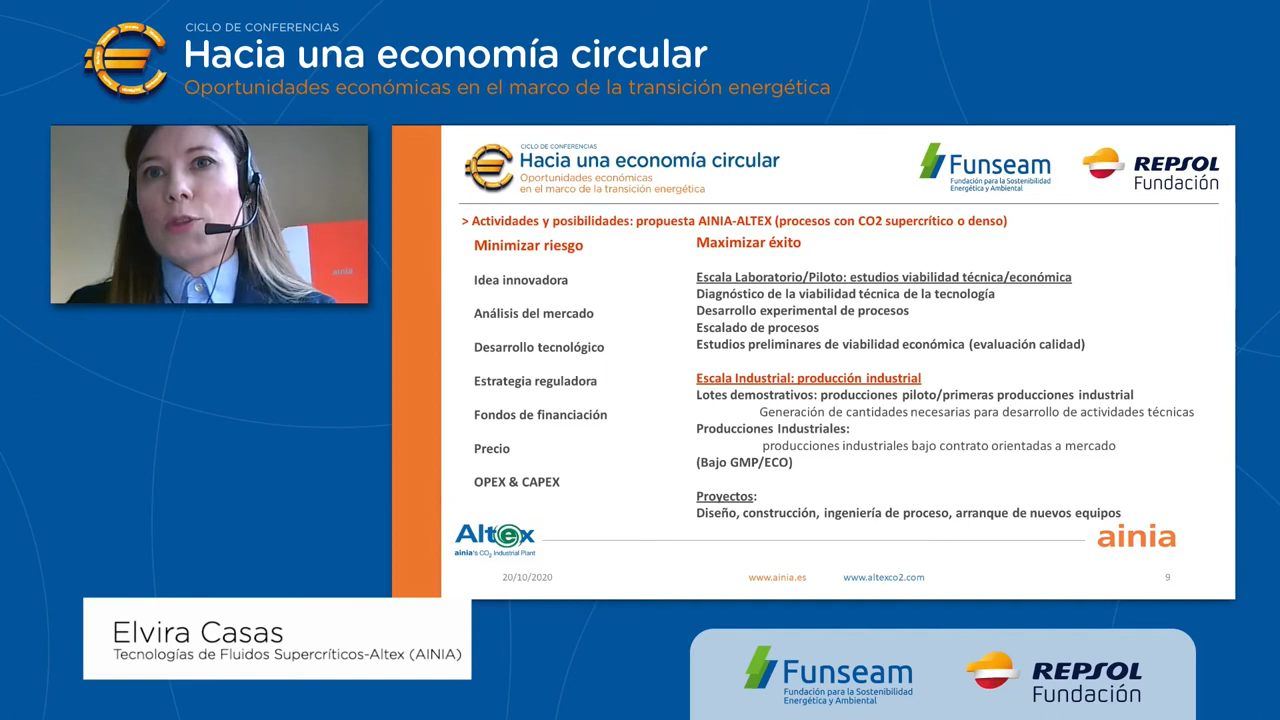 CICLO DE CONFERENCIAS
Hacia una economía circular
Oportunidades económicas en el marco de la transición energética
ainia
CICLO DE CONFERENCIAS
Hacia una economía circular
Oportunidades económicas
en el marco de la transición energética
Funseam
Fundación para la Sostenibilidad
Energética y Ambiental
REPSOL
Fundación
> Actividades y posibilidades: propuesta AINIA-ALTEX (procesos con CO2 supercrítico o denso)
Minimizar riesgo
Idea innovadora
Análisis del mercado
Desarrollo tecnológico
Estrategia reguladora
Fondos de financiación
Precio
OPEX & CAPEX
Maximizar éxito
Escala Laboratorio/Piloto: estudios viabilidad técnica/económica
Diagnóstico de la viabilidad técnica de la tecnología
Desarrollo experimental de procesos
Escalado de procesos
Estudios preliminares de viabilidad económica (evaluación calidad)
Escala Industrial: producción industrial
Lotes demostrativos: producciones piloto/primeras producciones industrial
Generación de cantidades necesarias para desarrollo de actividades técnicas
Producciones Industriales:
producciones industriales bajo contrato orientadas a mercado
(Bajo GMP/ECO)
Proyectos:
Diseño, construcción, ingeniería de proceso, arranque de nuevos equipos
Altex
ainia's CO2 Industrial Plant
ainia
20/10/2020
www.ainia.es
www.altexco2.com
9
Elvira Casas
Tecnologías de Fluidos Supercríticos-Altex (AINIA)
Funseam
Fundación para la Sostenibilidad
Energética y Ambiental
REPSOL
Fundación